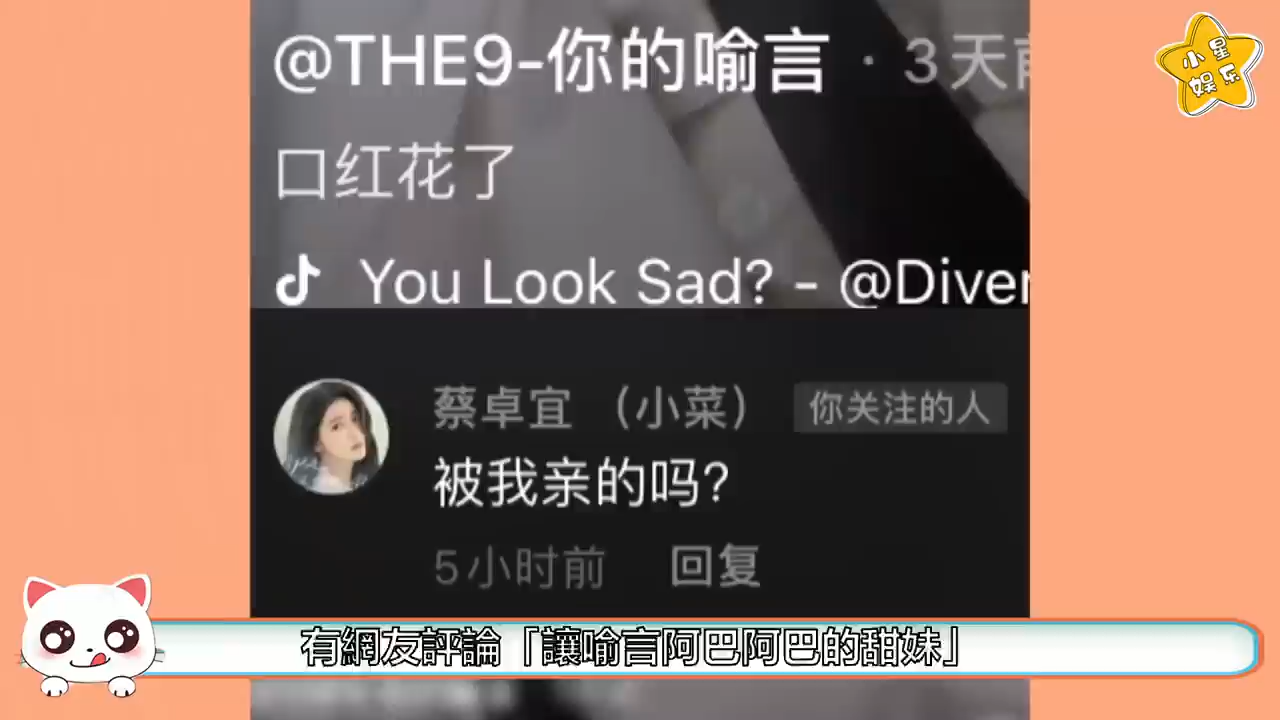 @THE9-你的喻言 · 3天前
小星
娱乐
口红花了
You Look Sad? - @Diver
蔡卓宜 （小菜） 你关注的人
被我亲的吗?
5小时前 回复
有網友評論「讓喻言阿巴阿巴的甜妹」